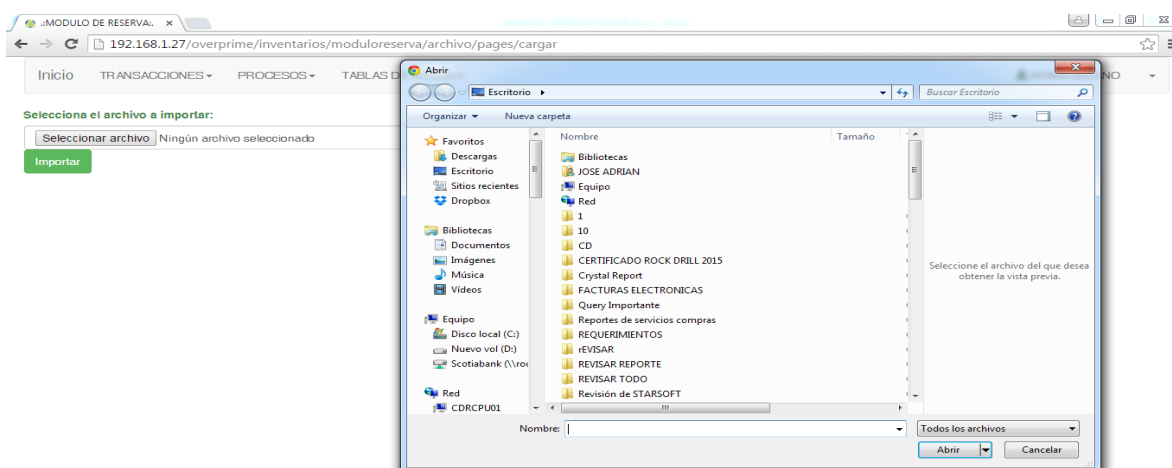 .:MODULO DE RESERVA:.
192.168.1.27/overprime/inventarios/moduloreserva/archivo/pages/cargar
Inicio TRANSACCIONES PROCESOS TABLAS D
NO
Selecciona el archivo a importar:
Seleccionar archivo Ningún archivo seleccionado
Importar
Abrir
Escritorio
Buscar Escritorio
Organizar Nueva carpeta
Favoritos
Descargas
Escritorio
Sitios recientes
Dropbox
Bibliotecas
Documentos
Imágenes
Música
Vídeos
Equipo
Disco local (C:)
Nuevo vol (D:)
Scotiabank (\\roc
Red
CDRCPU01
Nombre Tamaño
Bibliotecas
JOSE ADRIAN
Equipo
Red
1
10
CD
CERTIFICADO ROCK DRILL 2015
Crystal Report
FACTURAS ELECTRONICAS
Query Importante
Reportes de servicios compras
REQUERIMIENTOS
rEVISAR
REVISAR REPORTE
REVISAR TODO
Revisión de STARSOFT
Seleccione el archivo del que desea
obtener la vista previa.
Nombre:
Todos los archivos
Abrir Cancelar